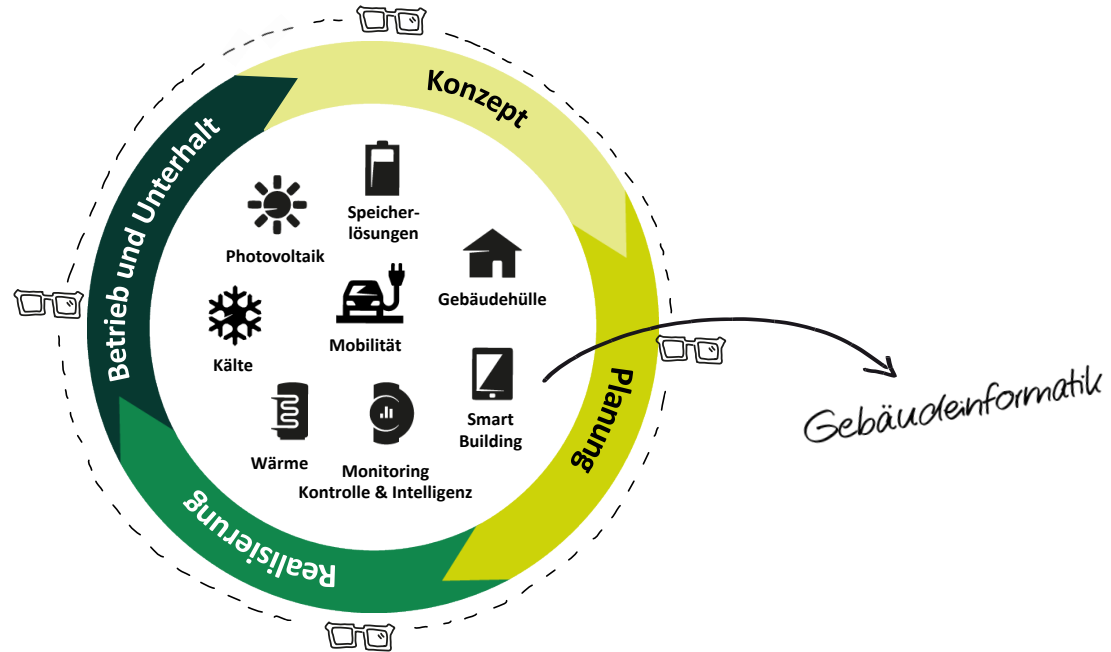 Konzept
Betrieb und Unterhalt
Speicher-
lösungen
Photovoltaik
Gebäudehülle
Mobilität
Kälte
Planung
Gebäudeinformatik
Smart
Building
Wärme
Monitoring
Kontrolle & Intelligenz
Realisierung